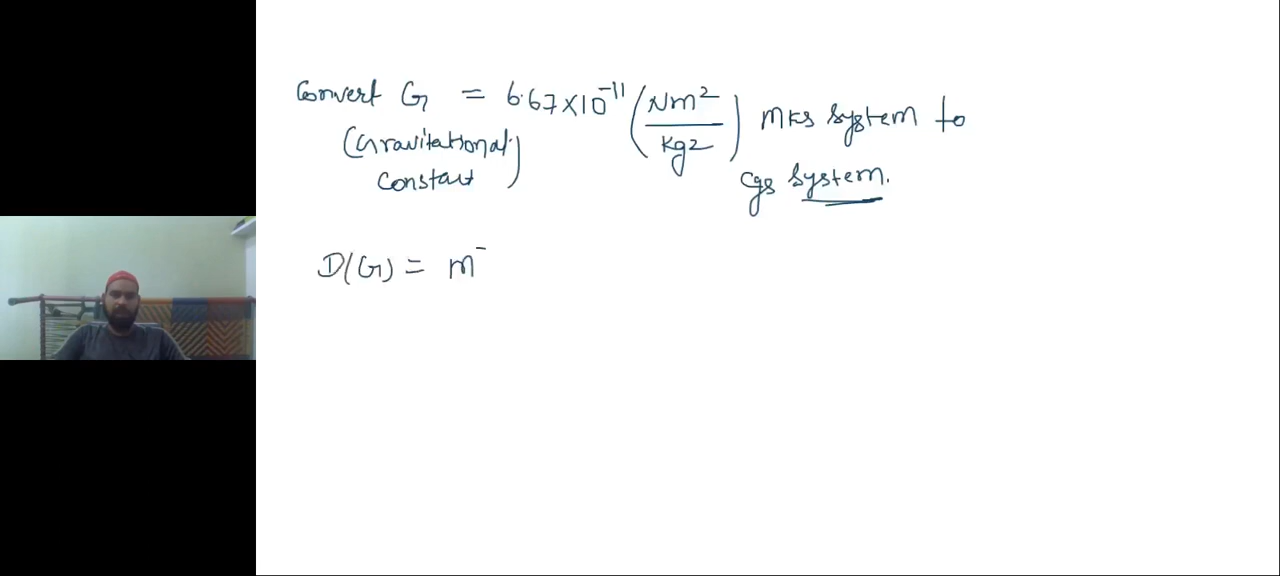 Convert G = 6.67×10⁻¹¹ (Nm²/kg2) MKS system to
(Gravitational constant)
cgs system.
D(G) = M⁻